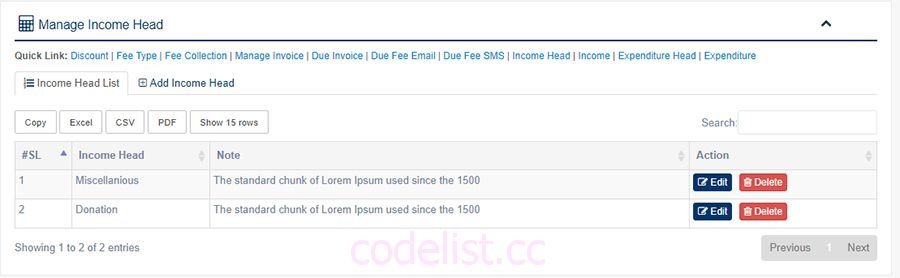 Manage Income Head
Quick Link: Discount | Fee Type | Fee Collection | Manage Invoice | Due Invoice | Due Fee Email | Due Fee SMS | Income Head | Income | Expenditure Head | Expenditure
Income Head List Add Income Head
Copy Excel CSV PDF Show 15 rows Search:
#SL Income Head Note Action
1 Miscellanious The standard chunk of Lorem Ipsum used since the 1500 Edit Delete
2 Donation The standard chunk of Lorem Ipsum used since the 1500 Edit Delete
Showing 1 to 2 of 2 entries Previous 1 Next
codelist.cc